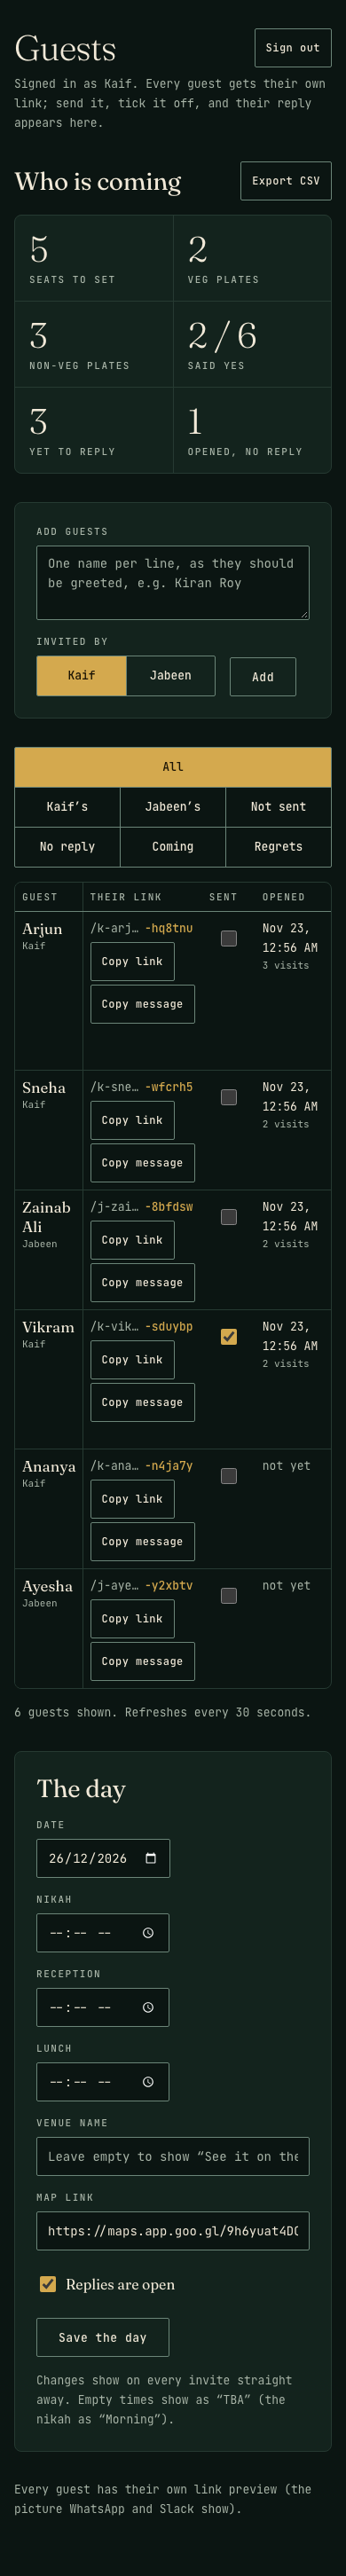 Guests
Sign out
Signed in as Kaif. Every guest gets their own
link; send it, tick it off, and their reply
appears here.
Who is coming
Export CSV
5
SEATS TO SET
2
VEG PLATES
3
NON-VEG PLATES
2/6
SAID YES
3
YET TO REPLY
1
OPENED, NO REPLY
ADD GUESTS
One name per line, as they should
be greeted, e.g. Kiran Roy
INVITED BY
Kaif
Jabeen
Add
All
Kaif’s
Jabeen’s
Not sent
No reply
Coming
Regrets
GUEST
THEIR LINK
SENT
OPENED
Arjun
Kaif
/k-arj… -hq8tnu
Copy link
Copy message
Nov 23,
12:56 AM
3 visits
Sneha
Kaif
/k-sne… -wfcrh5
Copy link
Copy message
Nov 23,
12:56 AM
2 visits
Zainab
Ali
Jabeen
/j-zai… -8bfdsw
Copy link
Copy message
Nov 23,
12:56 AM
2 visits
Vikram
Kaif
/k-vik… -sduybp
Copy link
Copy message
Nov 23,
12:56 AM
2 visits
Ananya
Kaif
/k-ana… -n4ja7y
Copy link
Copy message
not yet
Ayesha
Jabeen
/j-aye… -y2xbtv
Copy link
Copy message
not yet
6 guests shown. Refreshes every 30 seconds.
The day
DATE
26/12/2026
NIKAH
--:-- --
RECEPTION
--:-- --
LUNCH
--:-- --
VENUE NAME
Leave empty to show “See it on the
MAP LINK
https://maps.app.goo.gl/9h6yuat4D
Replies are open
Save the day
Changes show on every invite straight
away. Empty times show as “TBA” (the
nikah as “Morning”).
Every guest has their own link preview (the
picture WhatsApp and Slack show).